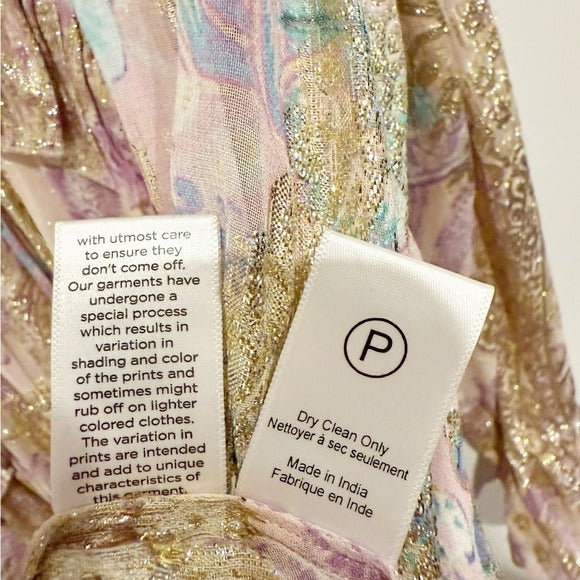 with utmost care
to ensure they
don't come off.
Our garments have
undergone a
special process
which results in
variation in
shading and color
of the prints and
sometimes might
rub off on lighter
colored clothes.
The variation in
prints are intended
and add to unique
characteristics of
this garment.
P
Dry Clean Only
Nettoyer à sec seulement
Made in India
Fabrique en Inde